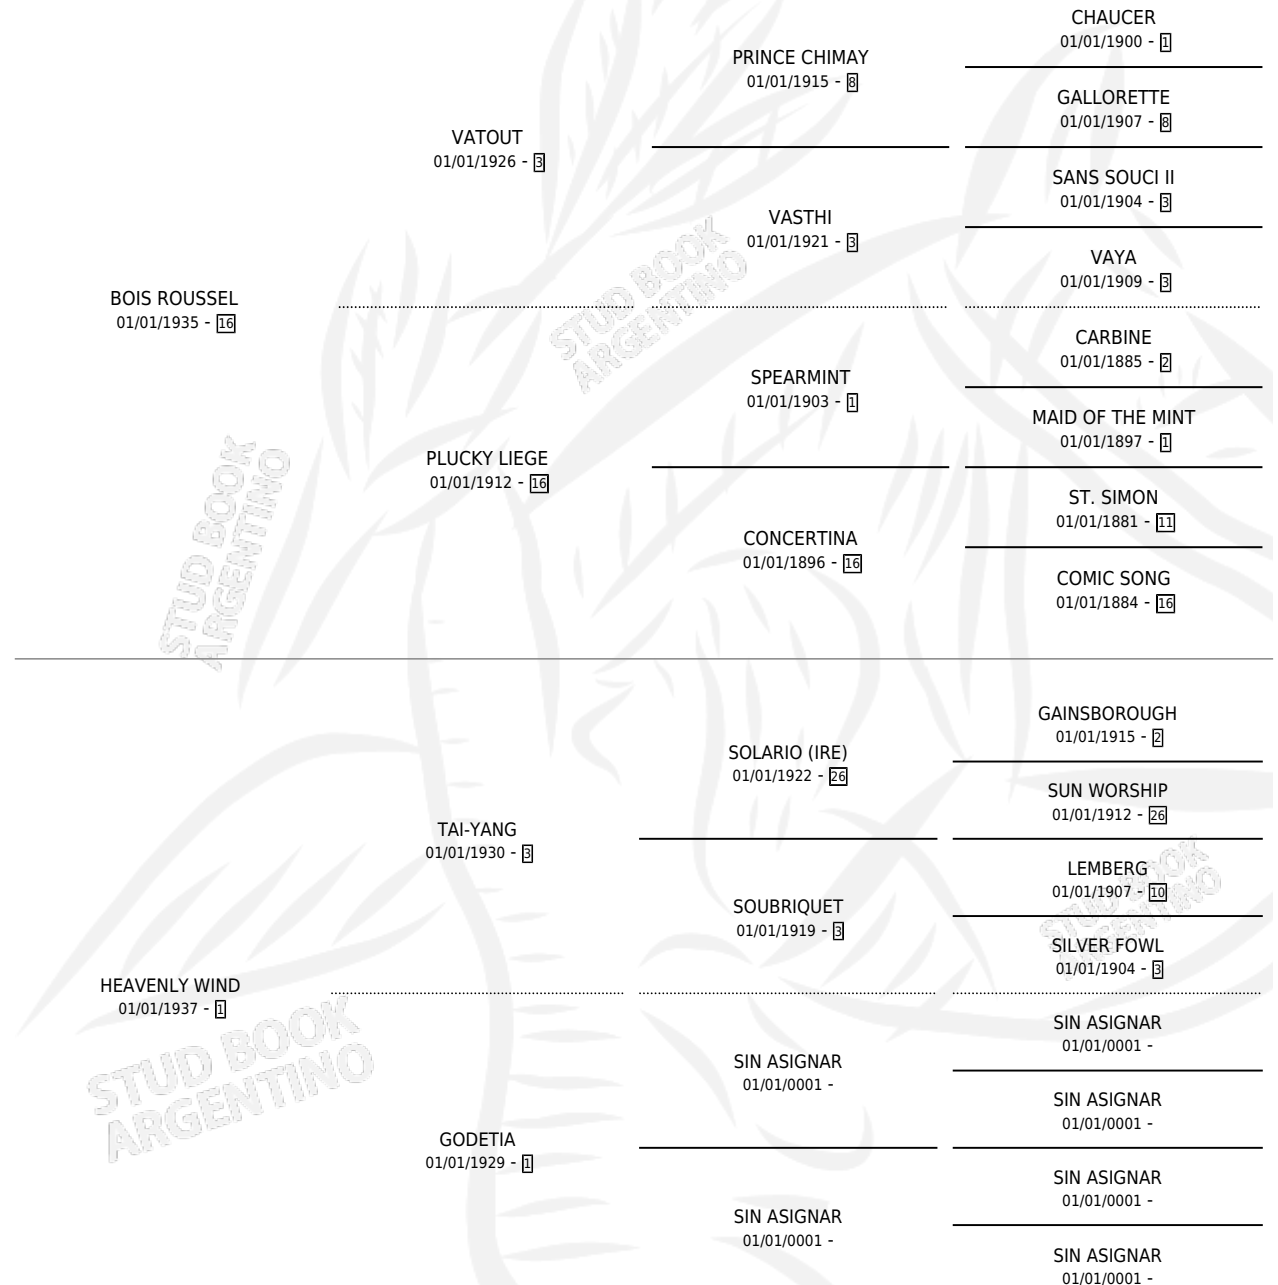 CHAUCER
01/01/1900 - 1
PRINCE CHIMAY
01/01/1915 - 8
GALLORETTE
01/01/1907 - 8
VATOUT
01/01/1926 - 3
SANS SOUCI II
01/01/1904 - 3
VASTHI
01/01/1921 - 3
VAYA
01/01/1909 - 3
BOIS ROUSSEL
01/01/1935 - 16
STUD BOOK
ARGENTINO
CARBINE
01/01/1885 - 2
SPEARMINT
01/01/1903 - 1
MAID OF THE MINT
01/01/1897 - 1
PLUCKY LIEGE
01/01/1912 - 16
ST. SIMON
01/01/1881 - 11
CONCERTINA
01/01/1896 - 16
COMIC SONG
01/01/1884 - 16
STUD BOOK
ARGENTINO
GAINSBOROUGH
01/01/1915 - 2
SOLARIO (IRE)
01/01/1922 - 26
SUN WORSHIP
01/01/1912 - 26
TAI-YANG
01/01/1930 - 3
LEMBERG
01/01/1907 - 10
SOUBRIQUET
01/01/1919 - 3
SILVER FOWL
01/01/1904 - 3
STUD BOOK
ARGENTINO
HEAVENLY WIND
01/01/1937 - 1
SIN ASIGNAR
01/01/0001 -
SIN ASIGNAR
01/01/0001 -
SIN ASIGNAR
01/01/0001 -
GODETIA
01/01/1929 - 1
SIN ASIGNAR
01/01/0001 -
SIN ASIGNAR
01/01/0001 -
SIN ASIGNAR
01/01/0001 -
STUD BOOK
ARGENTINO